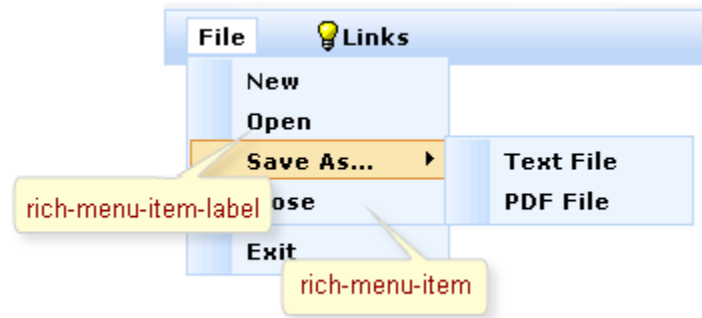 File Links
New
Open
Save As...
Text File
rich-menu-item-label
ose
PDF File
Exit
rich-menu-item